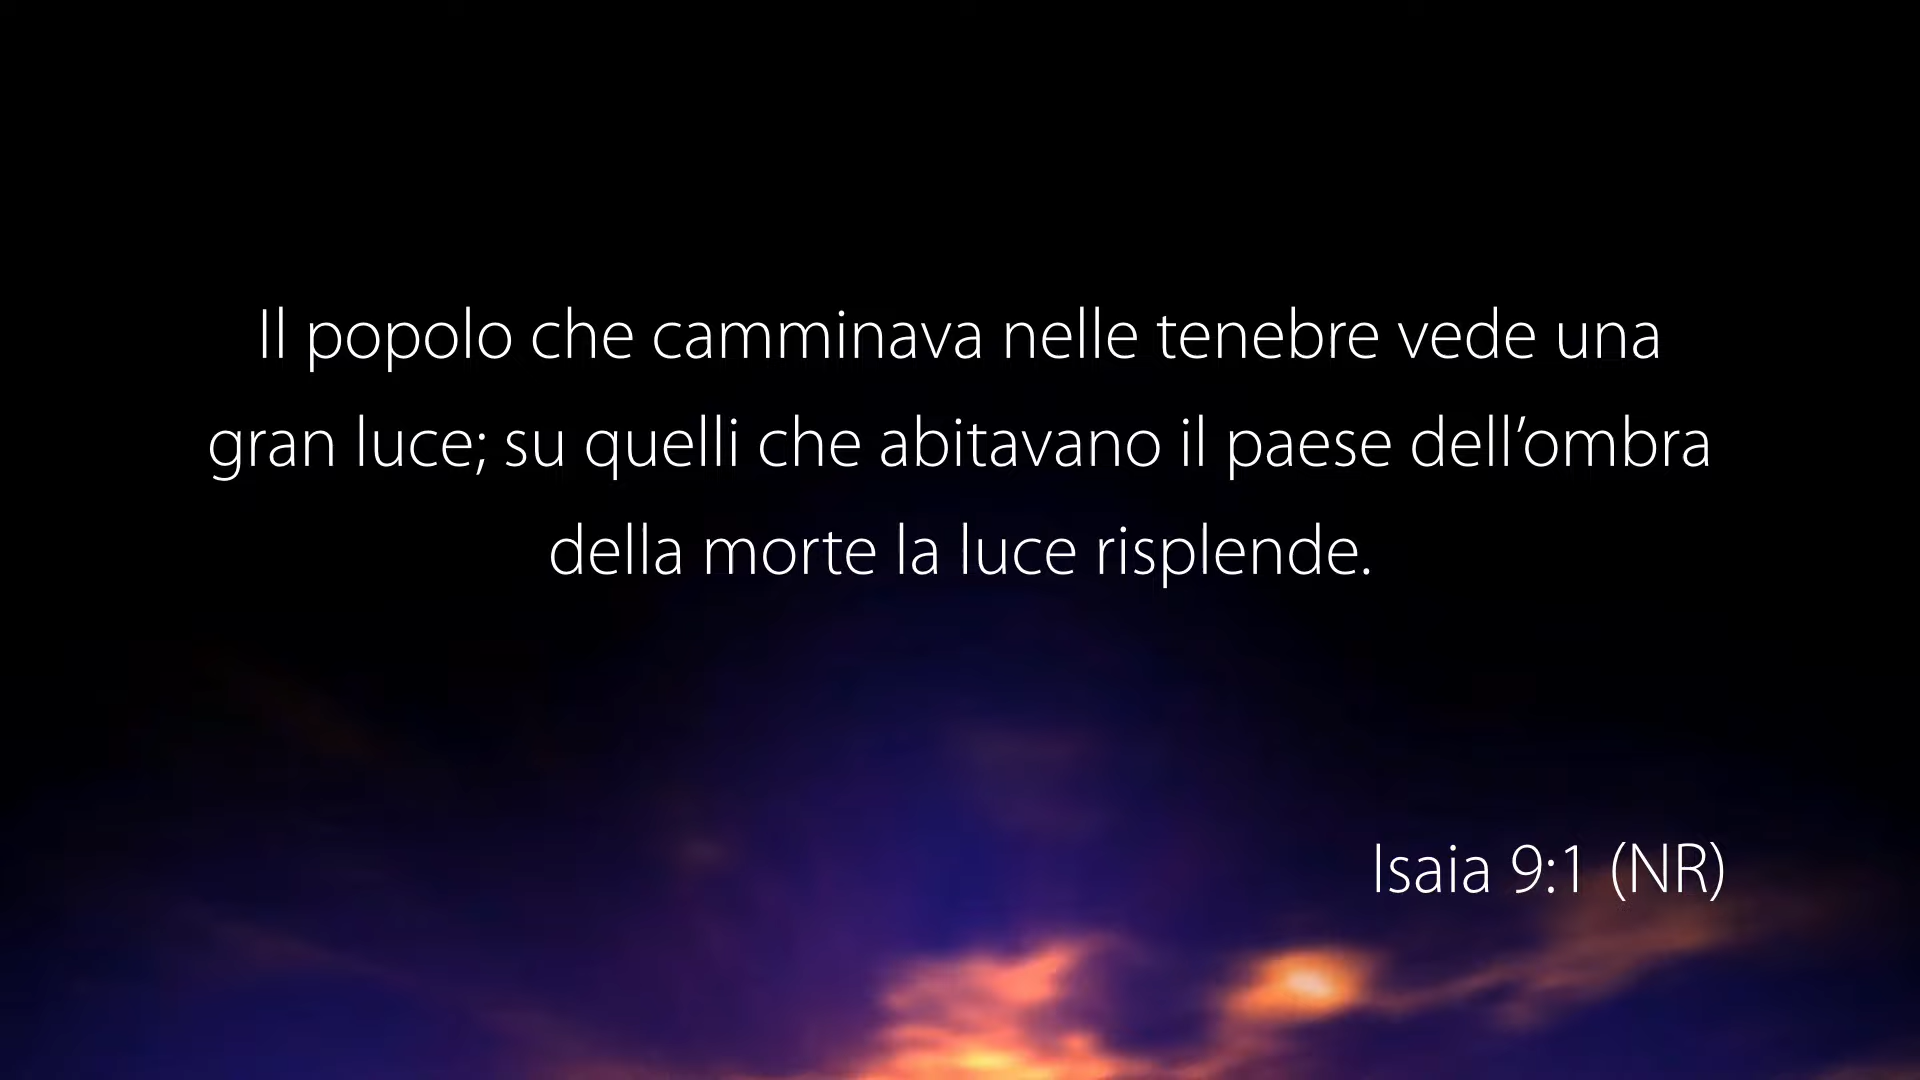 Il popolo che camminava nelle tenebre vede una
gran luce; su quelli che abitavano il paese dell’ombra
della morte la luce risplende.
Isaia 9:1 (NR)